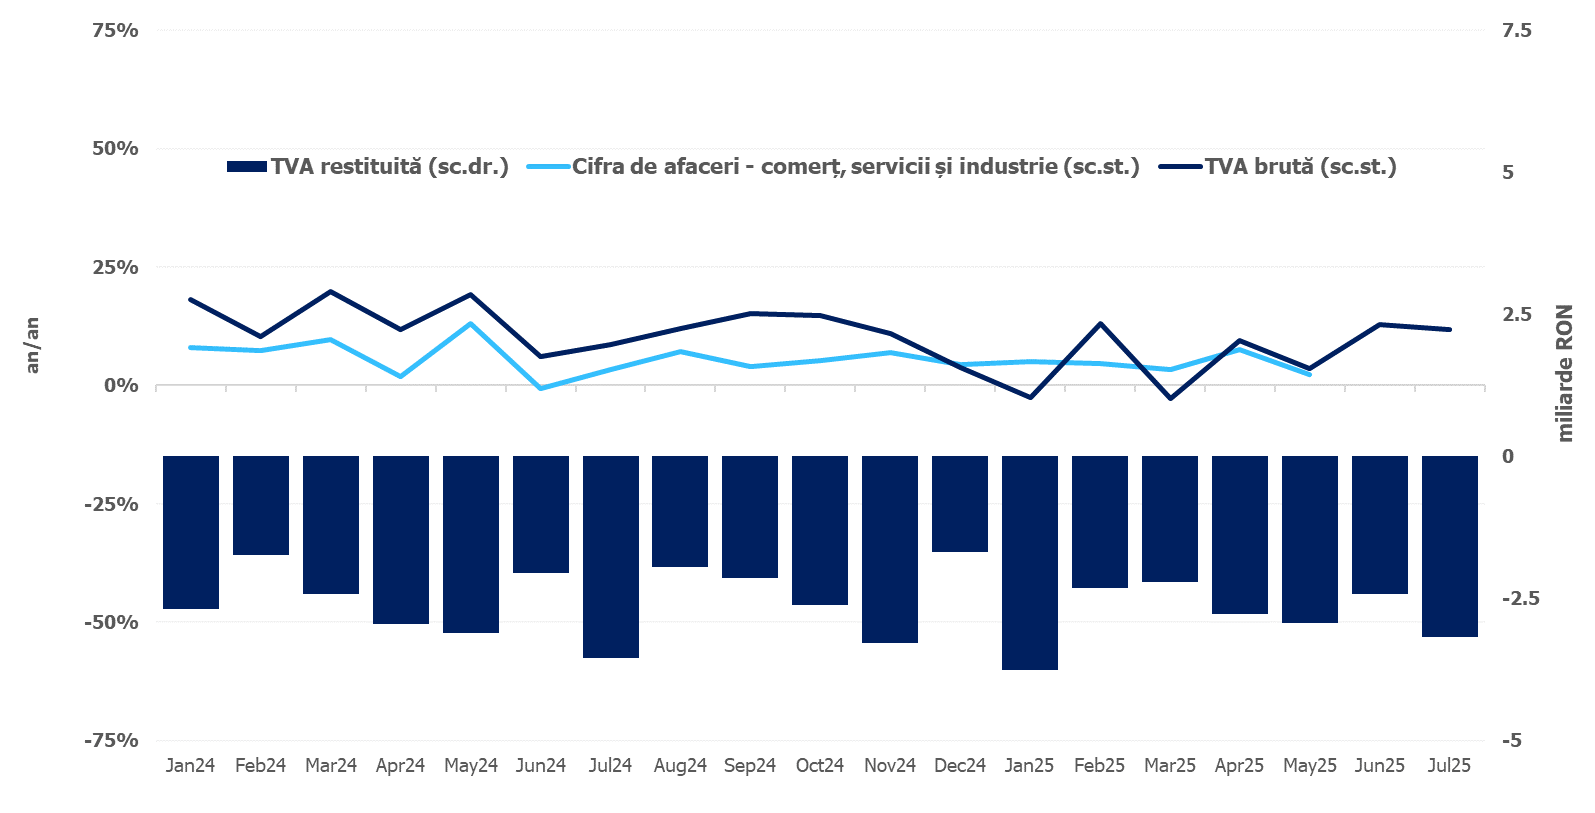 75%
50%
25%
0%
-25%
-50%
-75%
an/an
TVA restituită (sc.dr.)
Cifra de afaceri - comerț, servicii și industrie (sc.st.)
TVA brută (sc.st.)
7.5
5
2.5
0
-2.5
-5
miliarde RON
Jan24 Feb24 Mar24 Apr24 May24 Jun24 Jul24 Aug24 Sep24 Oct24 Nov24 Dec24 Jan25 Feb25 Mar25 Apr25 May25 Jun25 Jul25